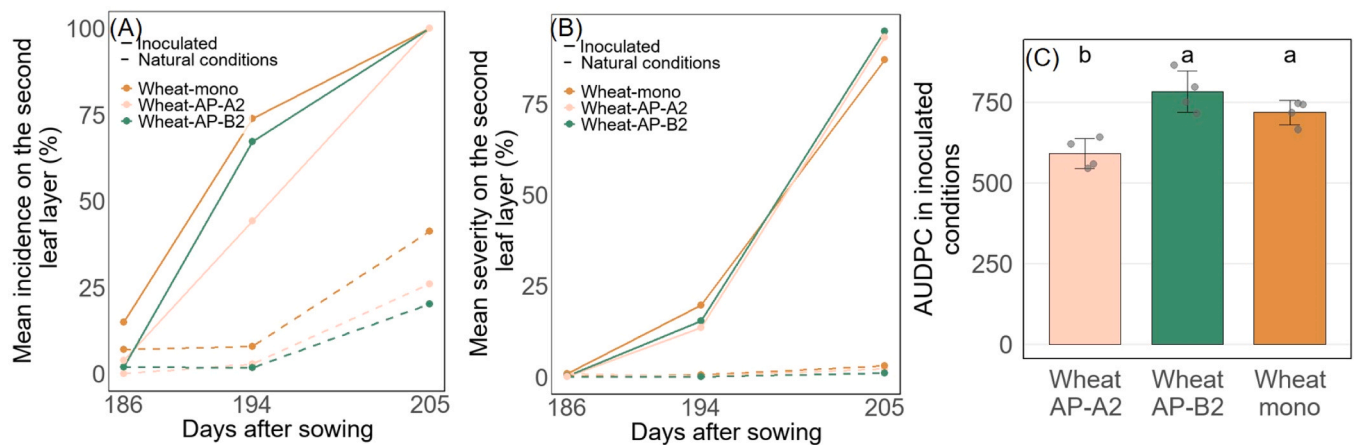 (A)
Inoculated
Natural conditions
Wheat-mono
Wheat-AP-A2
Wheat-AP-B2
100
75
50
25
0
Mean incidence on the second
leaf layer (%)
186
194
205
Days after sowing
(B)
Inoculated
Natural conditions
Wheat-mono
Wheat-AP-A2
Wheat-AP-B2
75
50
25
0
Mean severity on the second
leaf layer (%)
186
194
205
Days after sowing
(C)
b
a
a
750
500
250
0
AUDPC in inoculated
conditions
Wheat
AP-A2
Wheat
AP-B2
Wheat
mono